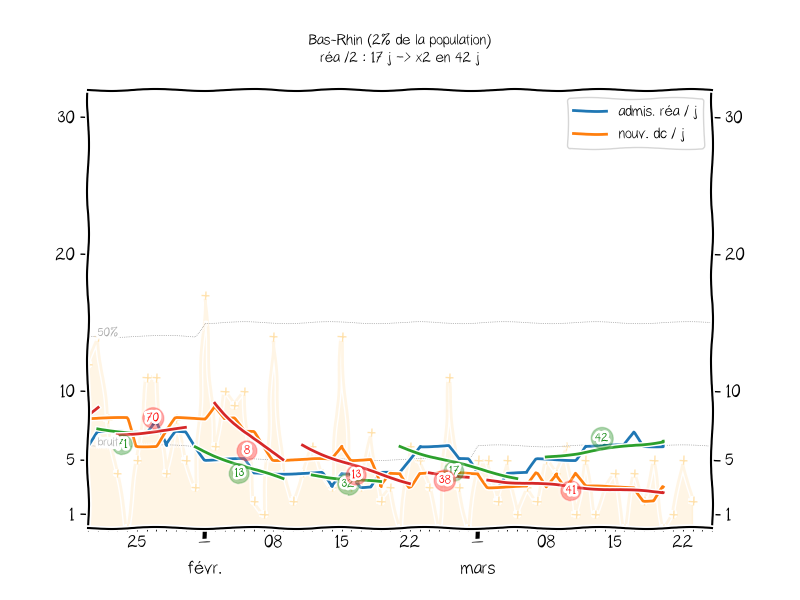 Bas-Rhin (2% de la population)
réa /2 : 17 j -> x2 en 42 j
admis. réa / j
nouv. dc / j
30 30
20 20
50%
10 10
70
42
bruit
8
13
13
17
38
41
5 5
1 1
25 08 15 22 08 15 22
févr. mars